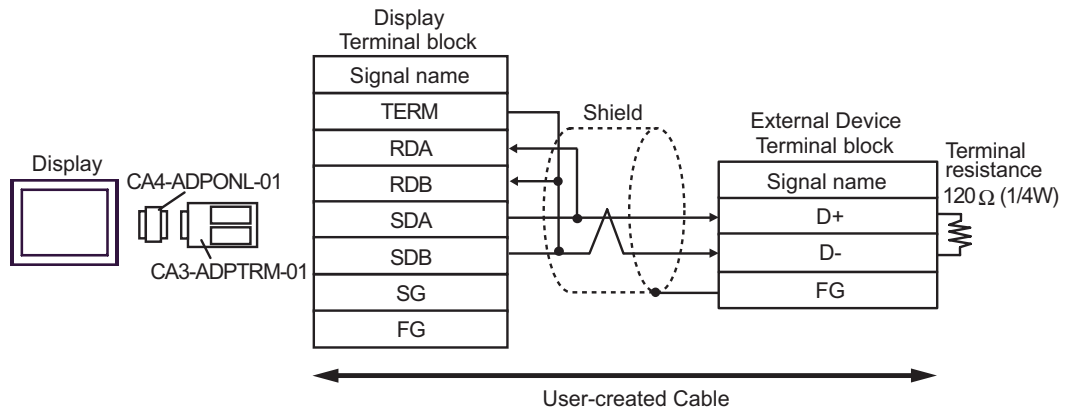 Display
Terminal block
Signal name
TERM
RDA
RDB
SDA
SDB
SG
FG
Shield
External Device
Terminal block
Signal name
D+
D-
FG
Terminal
resistance
120 Ω (1/4W)
Display
CA4-ADPONL-01
CA3-ADPTRM-01
User-created Cable